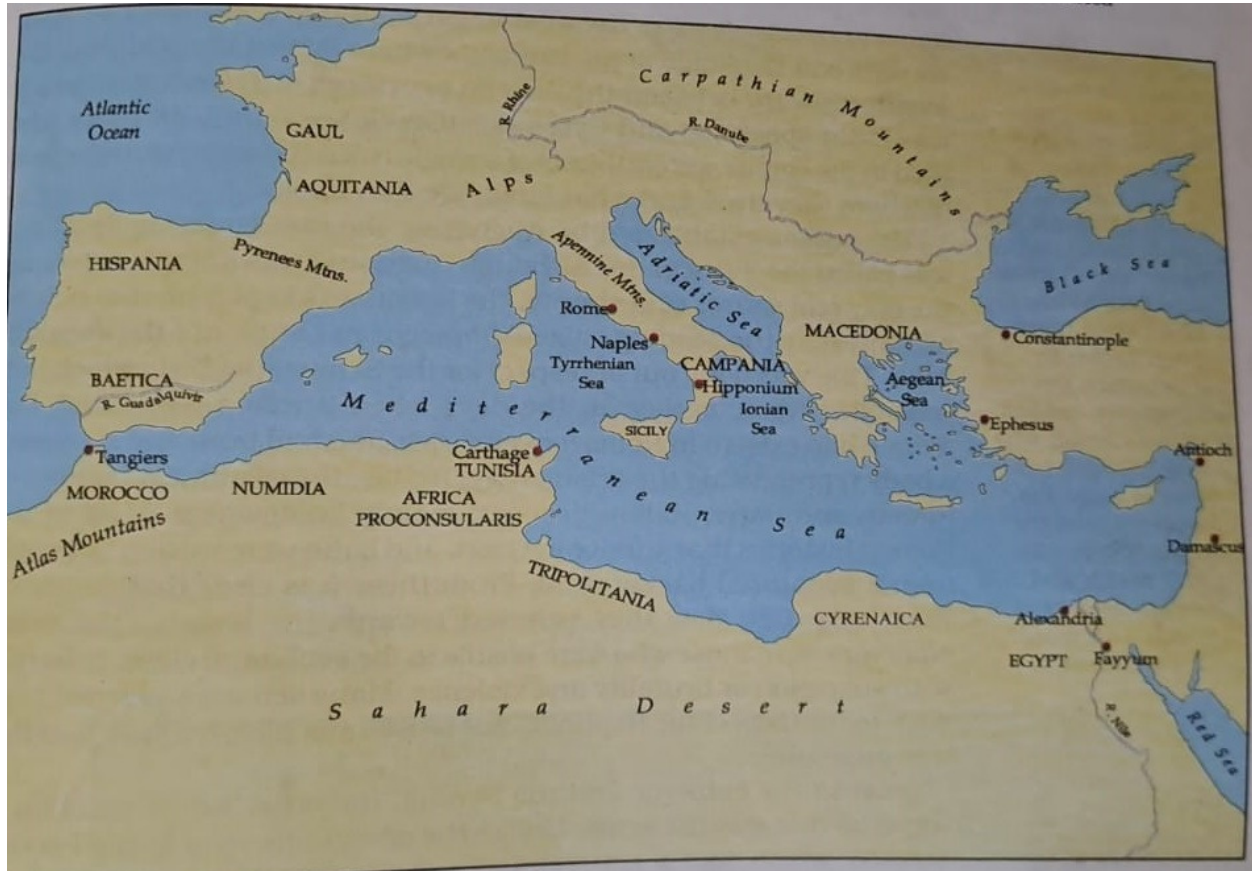 Carpathian Mountains
R. Rhine
R. Danube
Atlantic
Ocean
GAUL
AQUITANIA
Alps
HISPANIA
Pyrenees Mtns.
Apennine Mtns.
Adriatic Sea
Black Sea
Rome
Naples
Tyrrhenian
Sea
CAMPANIA
Hipponium
Ionian
Sea
MACEDONIA
Constantinople
Aegean
Sea
BAETICA
R. Guadalquivir
Mediterranean Sea
SICILY
Ephesus
Antioch
Tangiers
Carthage
TUNISIA
MOROCCO
NUMIDIA
AFRICA
PROCONSULARIS
Atlas Mountains
Damascus
TRIPOLITANIA
CYRENAICA
Alexandria
EGYPT
Fayyum
Sahara Desert
R. Nile
Red Sea